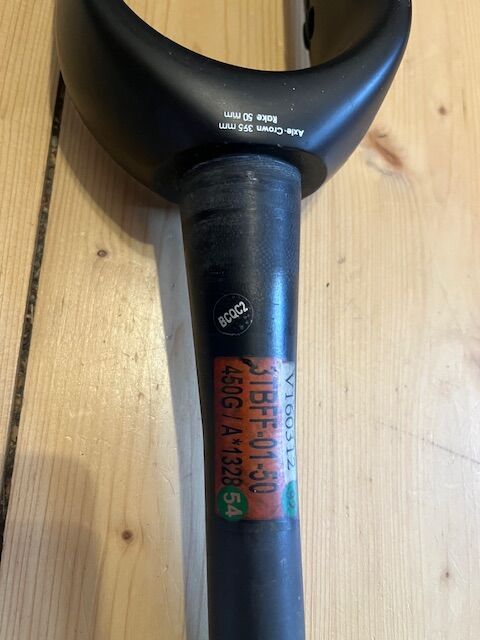 Axle-Crown 395 mm
Rake 50 mm
BCQC2
V160312
31BFF-01-50
450G / A*1328
54